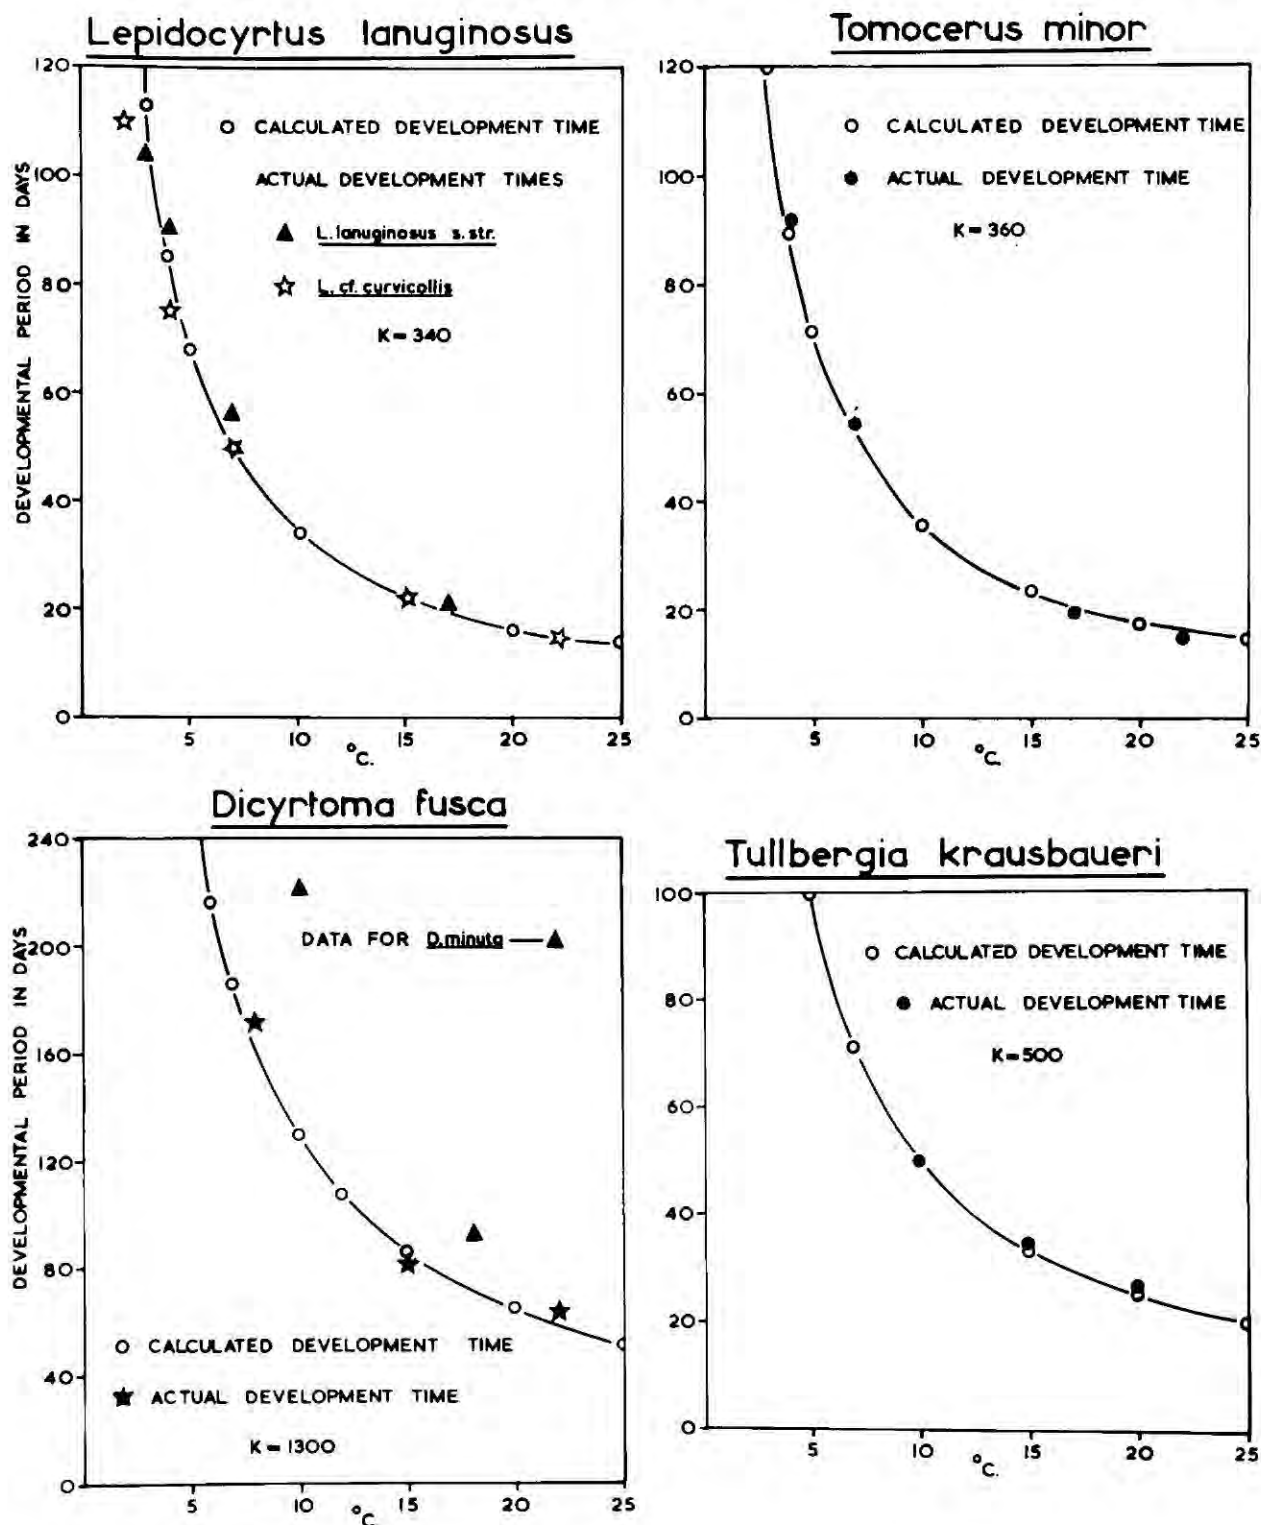 Lepidocyrtus lanuginosus
DEVELOPMENTAL PERIOD IN DAYS
120
100
80
60
40
20
0
O CALCULATED DEVELOPMENT TIME
ACTUAL DEVELOPMENT TIMES
▲ L. lanuginosus s. str.
☆ L. cf. curvicollis
K = 340
5 10 15 20 25
°C.
Tomocerus minor
120
100
80
60
40
20
0
O CALCULATED DEVELOPMENT TIME
● ACTUAL DEVELOPMENT TIME
K = 360
5 10 15 20 25
°C.
Dicyrtoma fusca
DEVELOPMENTAL PERIOD IN DAYS
240
200
160
120
80
40
0
DATA FOR D. minuta — ▲
O CALCULATED DEVELOPMENT TIME
★ ACTUAL DEVELOPMENT TIME
K = 1300
5 10 15 20 25
°C.
Tullbergia krausbaueri
100
80
60
40
20
0
O CALCULATED DEVELOPMENT TIME
● ACTUAL DEVELOPMENT TIME
K = 500
5 10 15 20 25
°C.